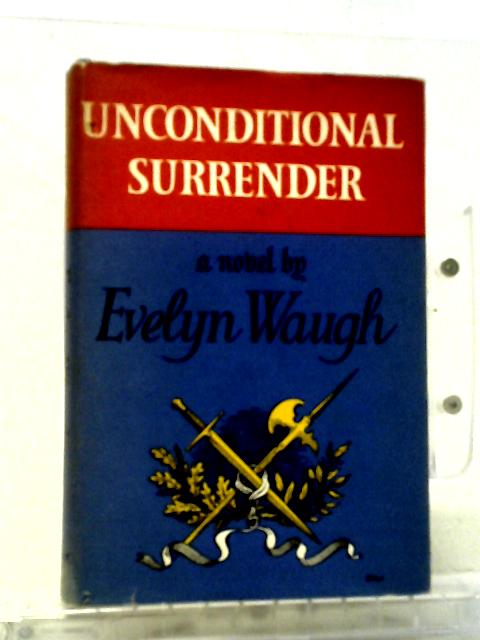 UNCONDITIONAL
SURRENDER
a novel by
Evelyn Waugh